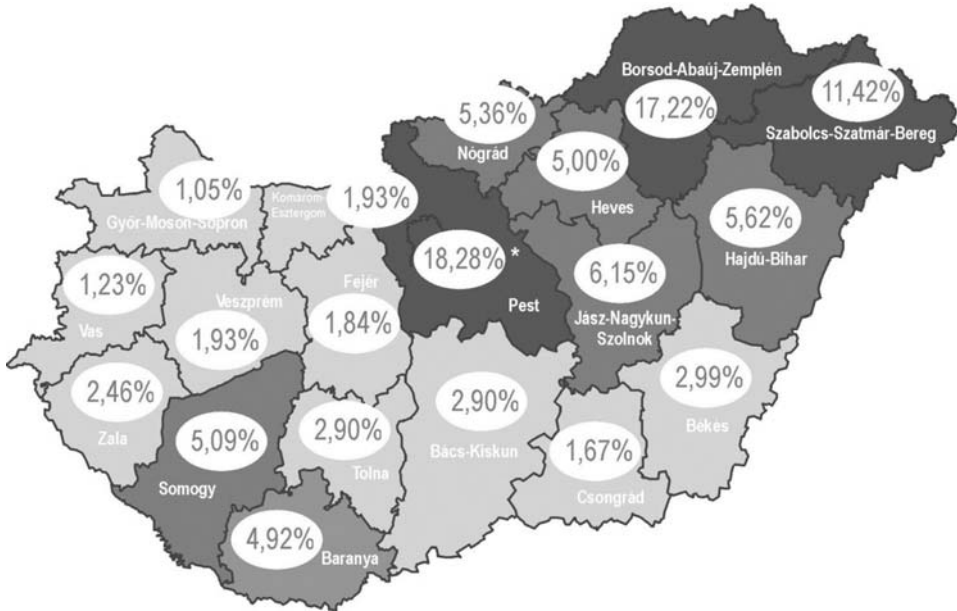 Borsod-Abaúj-Zemplén
17,22%
11,42%
Szabolcs-Szatmár-Bereg
5,36%
Nógrád
5,00%
Heves
1,05%
Győr-Moson-Sopron
Komárom-
Esztergom
1,93%
18,28% *
Pest
6,15%
Jász-Nagykun-
Szolnok
5,62%
Hajdú-Bihar
1,23%
Vas
Veszprém
1,93%
Fejér
1,84%
2,46%
Zala
5,09%
Somogy
2,90%
Tolna
2,90%
Bács-Kiskun
1,67%
Csongrád
2,99%
Békés
4,92%
Baranya